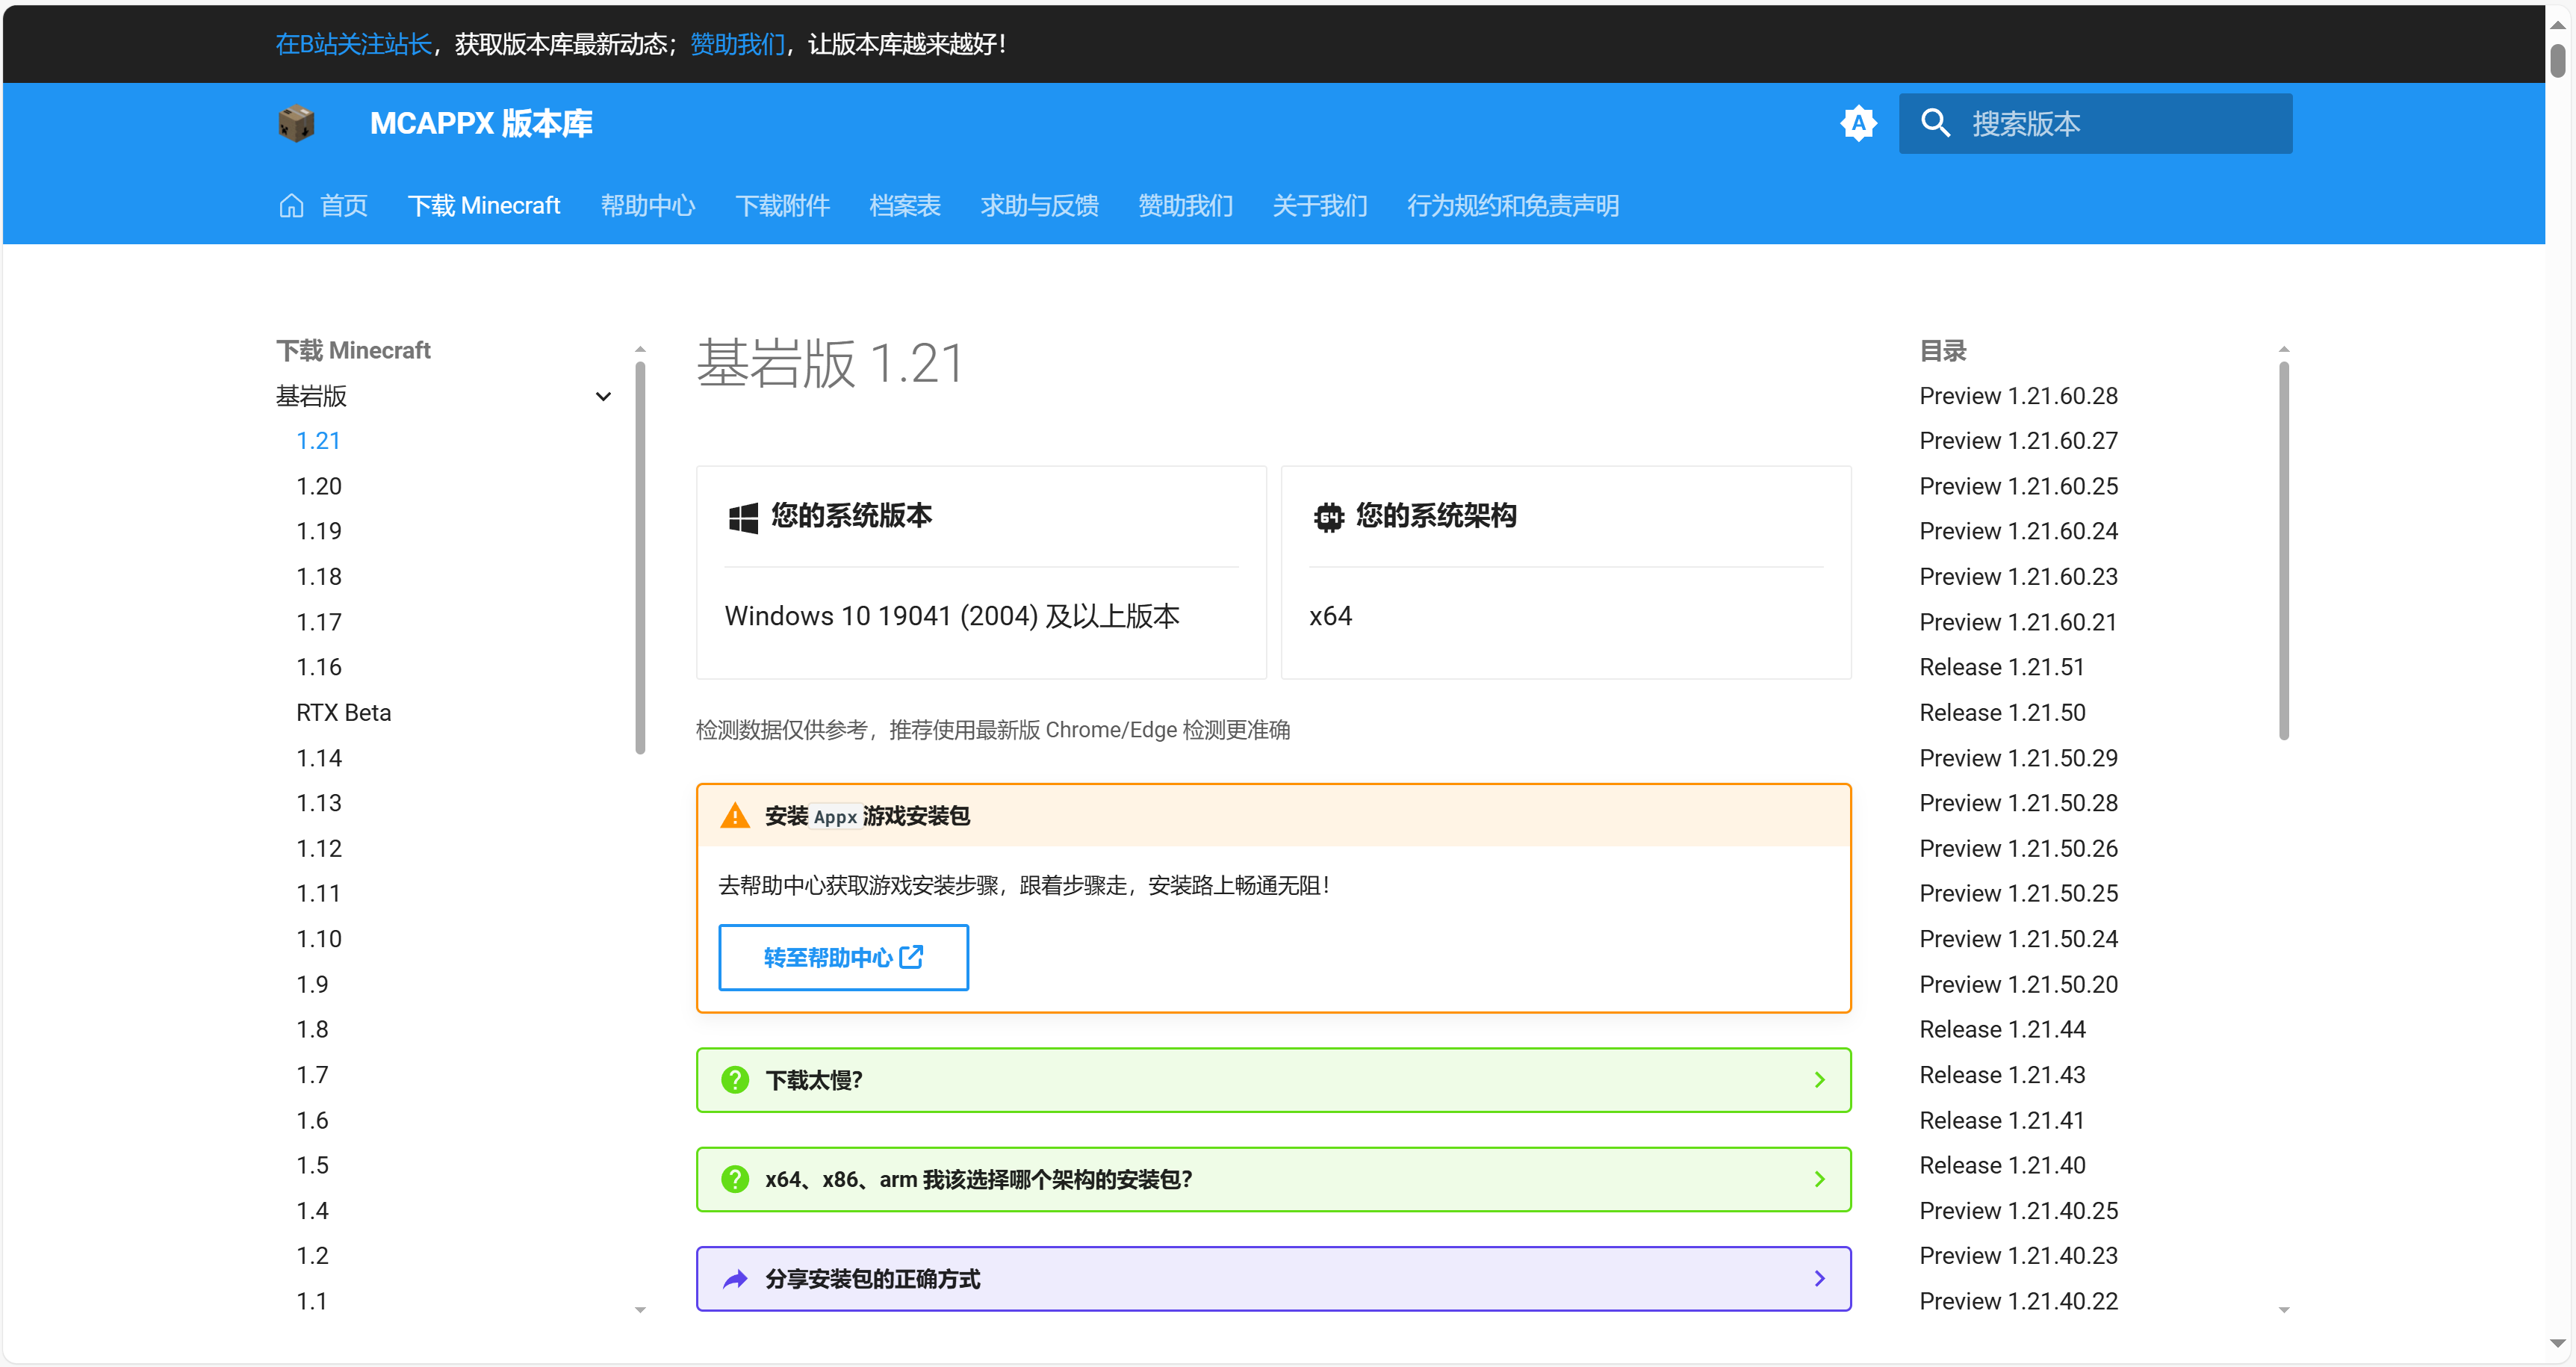 在B站关注站长，获取版本库最新动态；赞助我们，让版本库越来越好！
MCAPPX 版本库
A
搜索版本
首页
下载 Minecraft
帮助中心
下载附件
档案表
求助与反馈
赞助我们
关于我们
行为规约和免责声明
下载 Minecraft
基岩版
1.21
1.20
1.19
1.18
1.17
1.16
RTX Beta
1.14
1.13
1.12
1.11
1.10
1.9
1.8
1.7
1.6
1.5
1.4
1.2
1.1
基岩版 1.21
您的系统版本
Windows 10 19041 (2004) 及以上版本
64
您的系统架构
x64
检测数据仅供参考，推荐使用最新版 Chrome/Edge 检测更准确
安装 Appx 游戏安装包
去帮助中心获取游戏安装步骤，跟着步骤走，安装路上畅通无阻！
转至帮助中心
下载太慢？
x64、x86、arm 我该选择哪个架构的安装包？
分享安装包的正确方式
目录
Preview 1.21.60.28
Preview 1.21.60.27
Preview 1.21.60.25
Preview 1.21.60.24
Preview 1.21.60.23
Preview 1.21.60.21
Release 1.21.51
Release 1.21.50
Preview 1.21.50.29
Preview 1.21.50.28
Preview 1.21.50.26
Preview 1.21.50.25
Preview 1.21.50.24
Preview 1.21.50.20
Release 1.21.44
Release 1.21.43
Release 1.21.41
Release 1.21.40
Preview 1.21.40.25
Preview 1.21.40.23
Preview 1.21.40.22